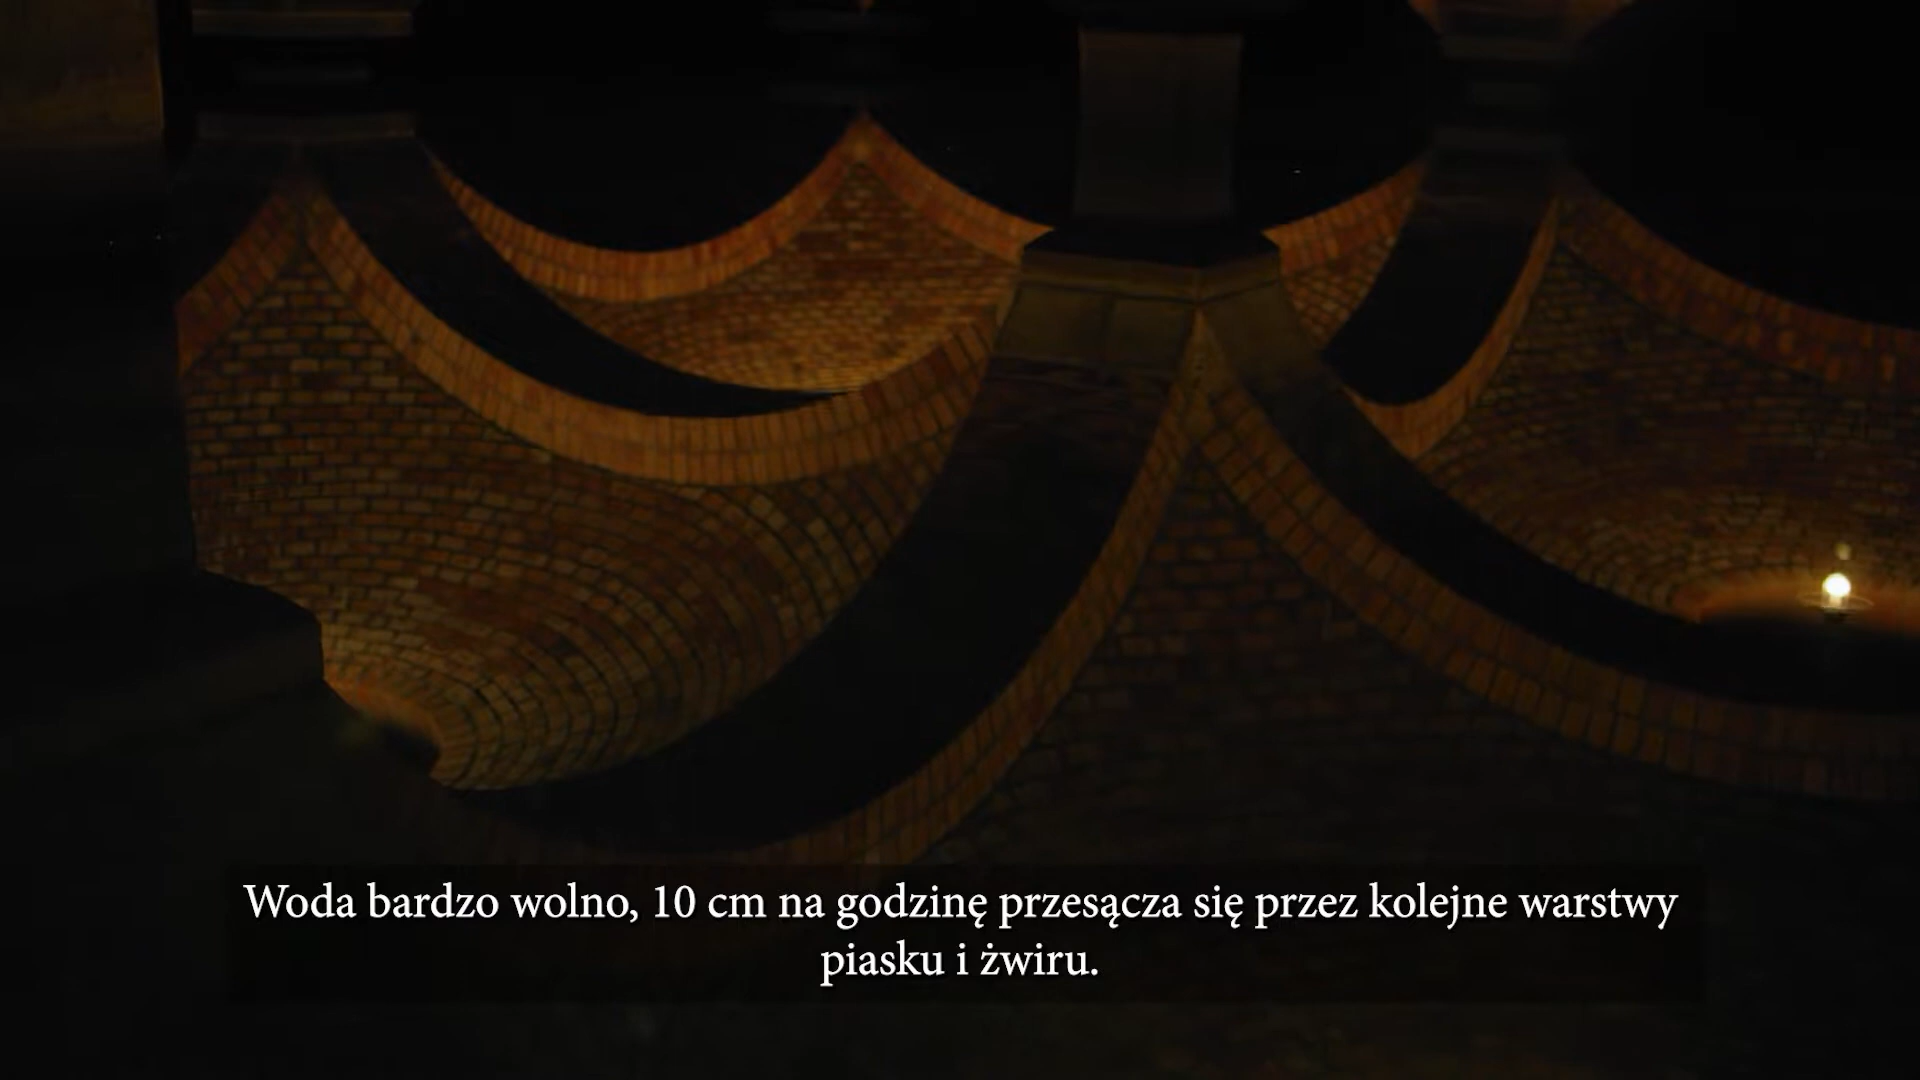 Woda bardzo wolno, 10 cm na godzinę przesącza się przez kolejne warstwy
piasku i żwiru.